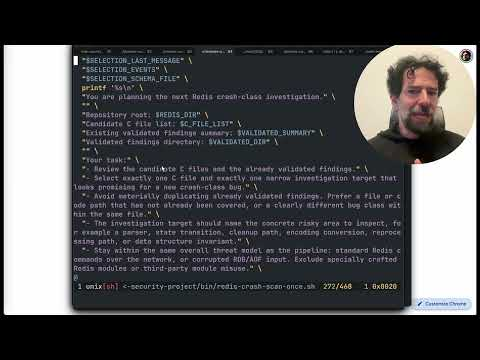 "$SELECTION_LAST_MESSAGE" \
"$SELECTION_EVENTS" \
"$SELECTION_SCHEMA_FILE" \
printf '%s\n' \
"You are planning the next Redis crash-class investigation." \
"" \
"Repository root: $REDIS_DIR" \
"Candidate C file list: $C_FILE_LIST" \
"Existing validated findings summary: $VALIDATED_SUMMARY" \
"Validated findings directory: $VALIDATED_DIR" \
"" \
"Your task:" \
"- Review the candidate C files and the already validated findings." \
"- Select exactly one C file and exactly one narrow investigation target that
looks promising for a new crash-class bug." \
"- Avoid materially duplicating already validated findings. Prefer a file or c
ode path that has not already been covered, or a clearly different bug class wit
hin the same file." \
"- The investigation target should name the concrete risky area to inspect, fo
r example a parser, state transition, cleanup path, encoding conversion, reproce
ssing path, or data structure invariant." \
"- Stay within the same overall threat model as the pipeline: standard Redis c
ommands over the network, or corrupted RDB/AOF input. Exclude specially crafted
Redis modules or third-party module misuse." \
@
1 unix[sh] <-security-project/bin/redis-crash-scan-once.sh 272/460 1 0x0020
Customize Chrome